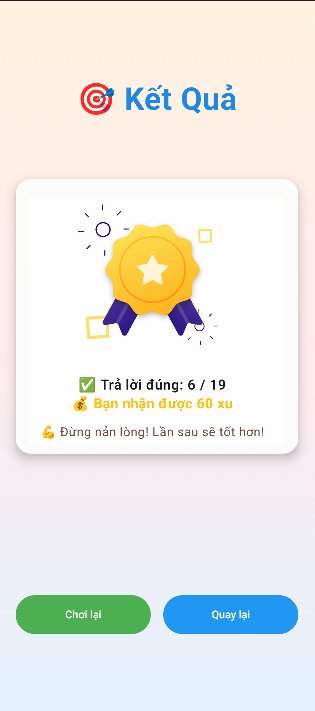 🎯 Kết Quả
✅ Trả lời đúng: 6 / 19
💰 Bạn nhận được 60 xu
💪 Đừng nản lòng! Lần sau sẽ tốt hơn!
Chơi lại
Quay lại